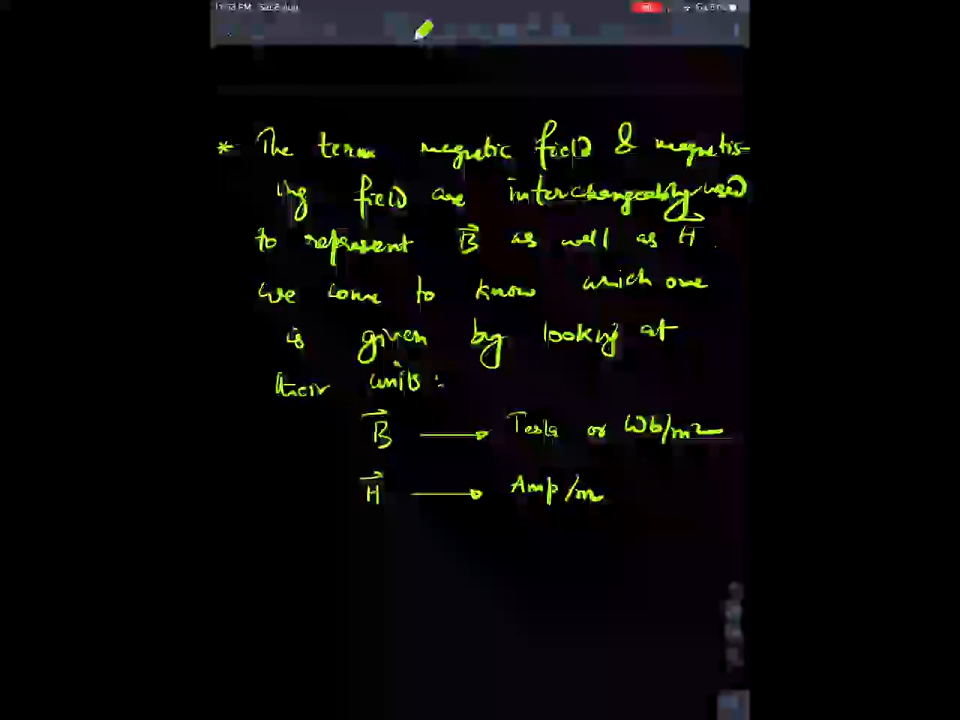 * The term magnetic field & magnetis-
ing field are interchangeably used
to represent B⃗ as well as H⃗.
we come to know which one
is given by looking at
their units:
B⃗ → Tesla or Wb/m2
H⃗ → Amp/m